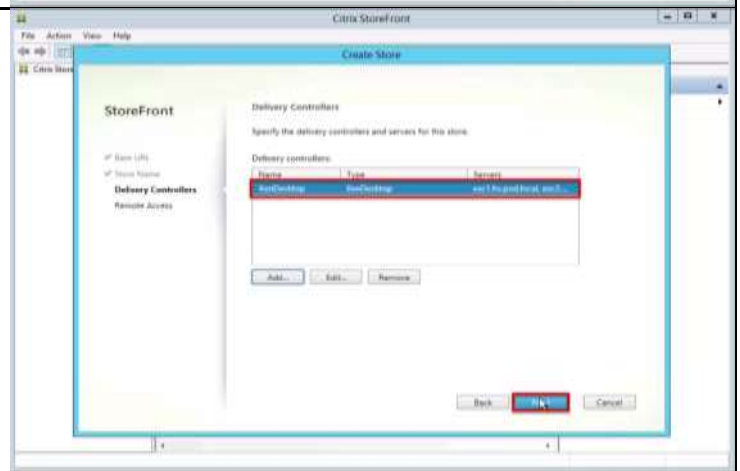 Citrix StoreFront
File Action View Help
Create Store
Citrix Store
StoreFront
Delivery Controllers
Specify the delivery controllers and servers for this store.
Base URL
Store Name
Delivery Controllers
Remote Access
Delivery controllers:
Name Type Servers
XenDesktop XenDesktop
Add... Edit... Remove
Back Cancel